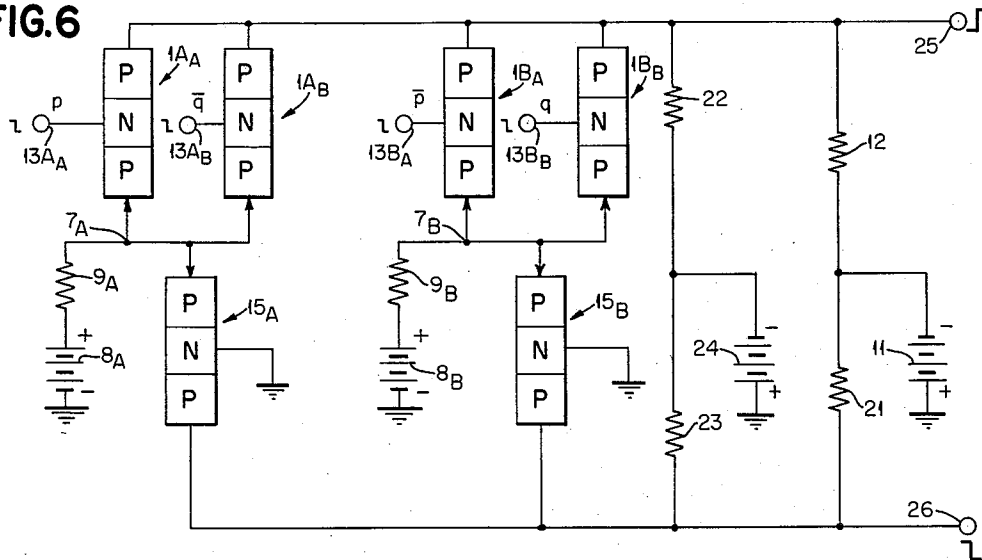 FIG.6
25
P
N
P
1A_A
P
N
P
1A_B
P
N
P
1B_A
P
N
P
1B_B
p
13A_A
q̅
13A_B
p̅
13B_A
q
13B_B
22
12
7_A
7_B
9_A
9_B
+
8_A
-
+
8_B
-
P
N
P
15_A
P
N
P
15_B
-
24
+
-
11
+
23
21
26